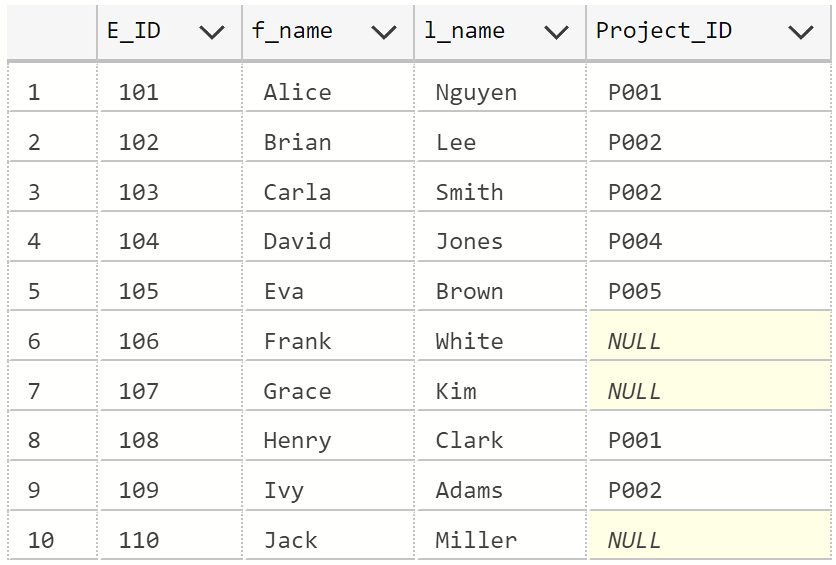 E_ID f_name l_name Project_ID
1 101 Alice Nguyen P001
2 102 Brian Lee P002
3 103 Carla Smith P002
4 104 David Jones P004
5 105 Eva Brown P005
6 106 Frank White NULL
7 107 Grace Kim NULL
8 108 Henry Clark P001
9 109 Ivy Adams P002
10 110 Jack Miller NULL